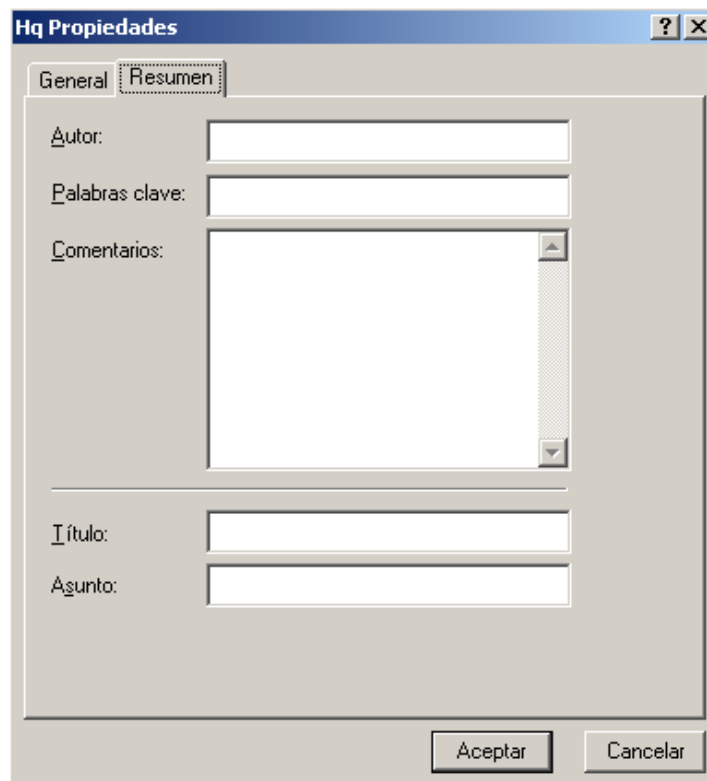 Hq Propiedades
General Resumen
Autor:
Palabras clave:
Comentarios:
Título:
Asunto:
Aceptar Cancelar